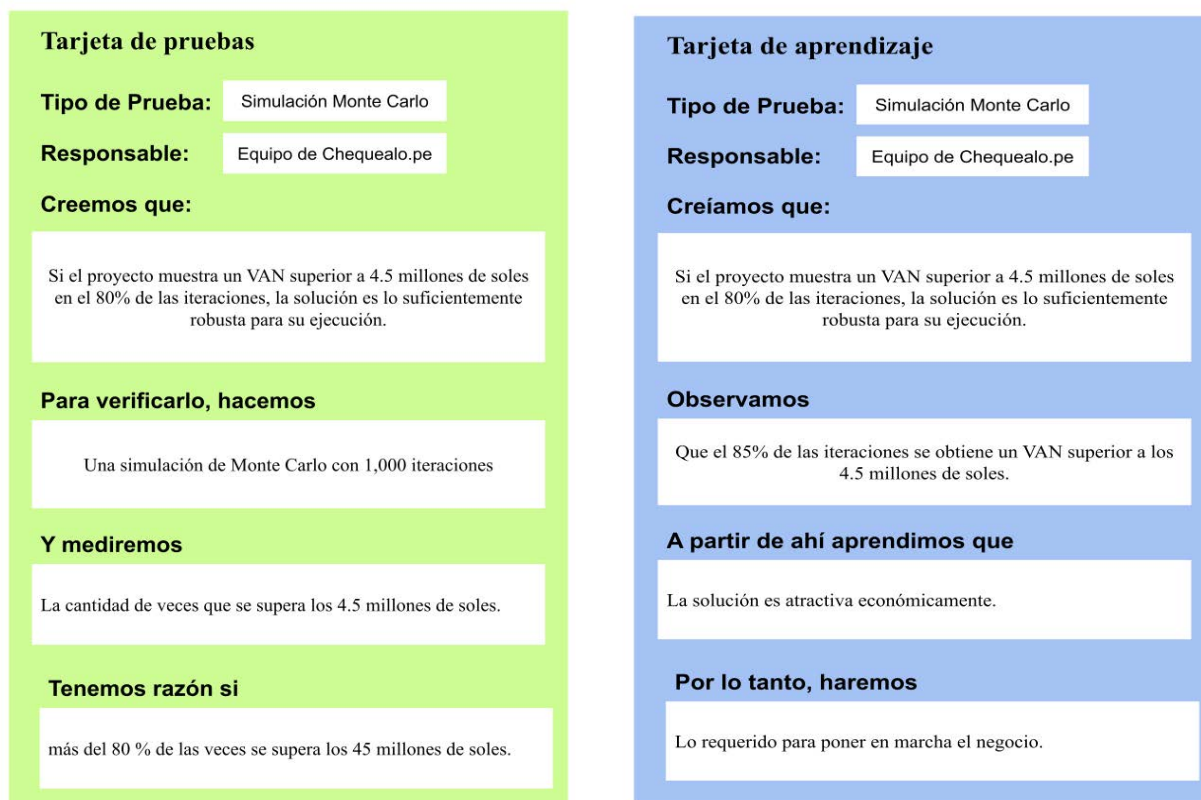 Tarjeta de pruebas
Tipo de Prueba: Simulación Monte Carlo
Responsable: Equipo de Chequealo.pe
Creemos que:
Si el proyecto muestra un VAN superior a 4.5 millones de soles
en el 80% de las iteraciones, la solución es lo suficientemente
robusta para su ejecución.
Para verificarlo, hacemos
Una simulación de Monte Carlo con 1,000 iteraciones
Y mediremos
La cantidad de veces que se supera los 4.5 millones de soles.
Tenemos razón si
más del 80 % de las veces se supera los 45 millones de soles.
Tarjeta de aprendizaje
Tipo de Prueba: Simulación Monte Carlo
Responsable: Equipo de Chequealo.pe
Creíamos que:
Si el proyecto muestra un VAN superior a 4.5 millones de soles
en el 80% de las iteraciones, la solución es lo suficientemente
robusta para su ejecución.
Observamos
Que el 85% de las iteraciones se obtiene un VAN superior a los
4.5 millones de soles.
A partir de ahí aprendimos que
La solución es atractiva económicamente.
Por lo tanto, haremos
Lo requerido para poner en marcha el negocio.